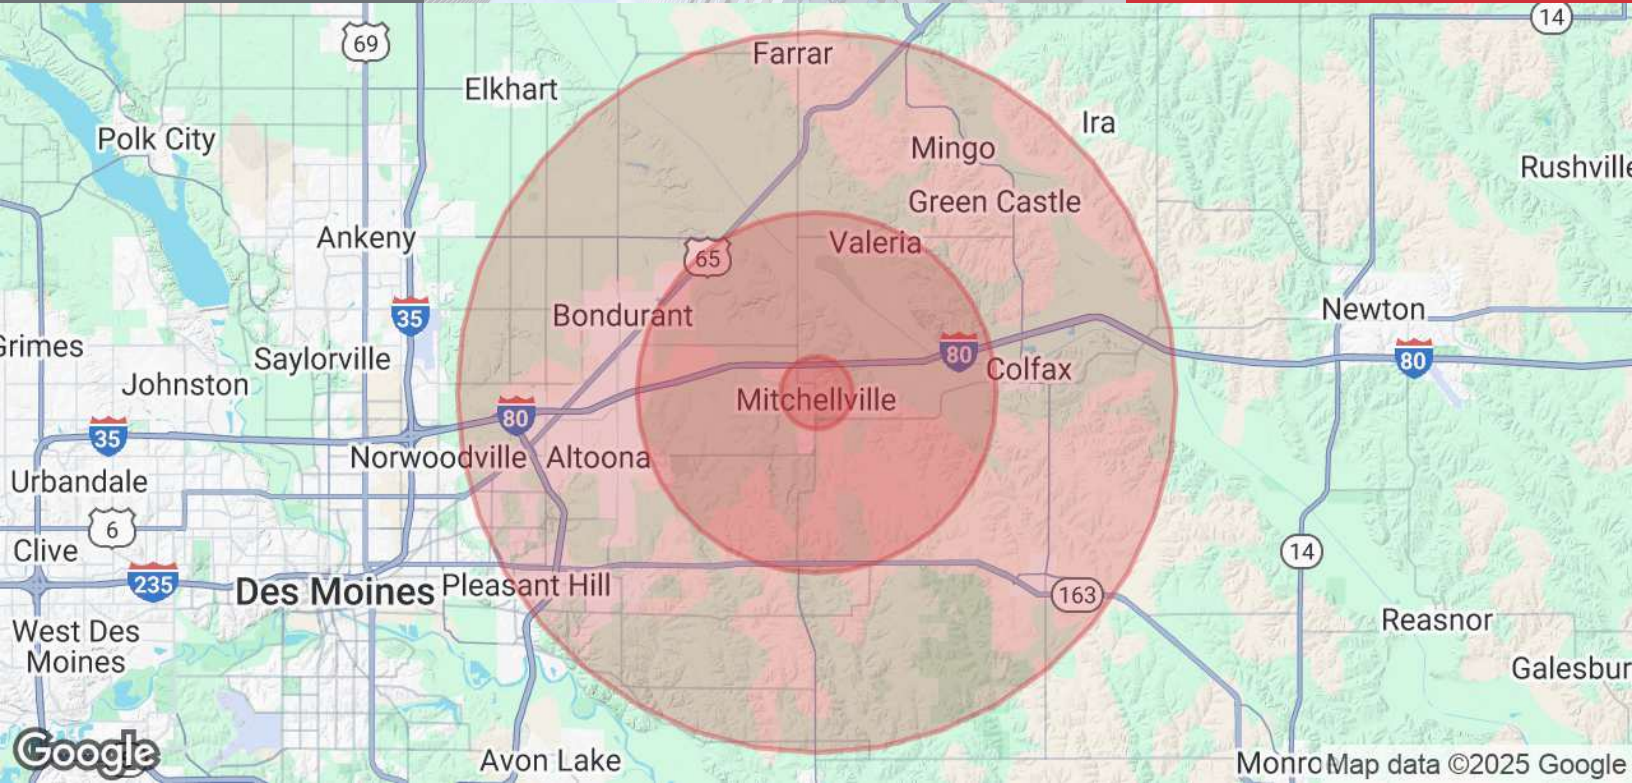 14
69
Farrar
Elkhart
Ira
Polk City
Mingo
Rushville
Green Castle
Ankeny
Valeria
65
35
Bondurant
Newton
Grimes
Saylorville
80
80
Johnston
Colfax
Mitchellville
80
35
Norwoodville
Altoona
Urbandale
6
Clive
14
235
Des Moines
Pleasant Hill
163
West Des
Moines
Reasnor
Galesbur
Google
Avon Lake
Monro
Map data ©2025 Google